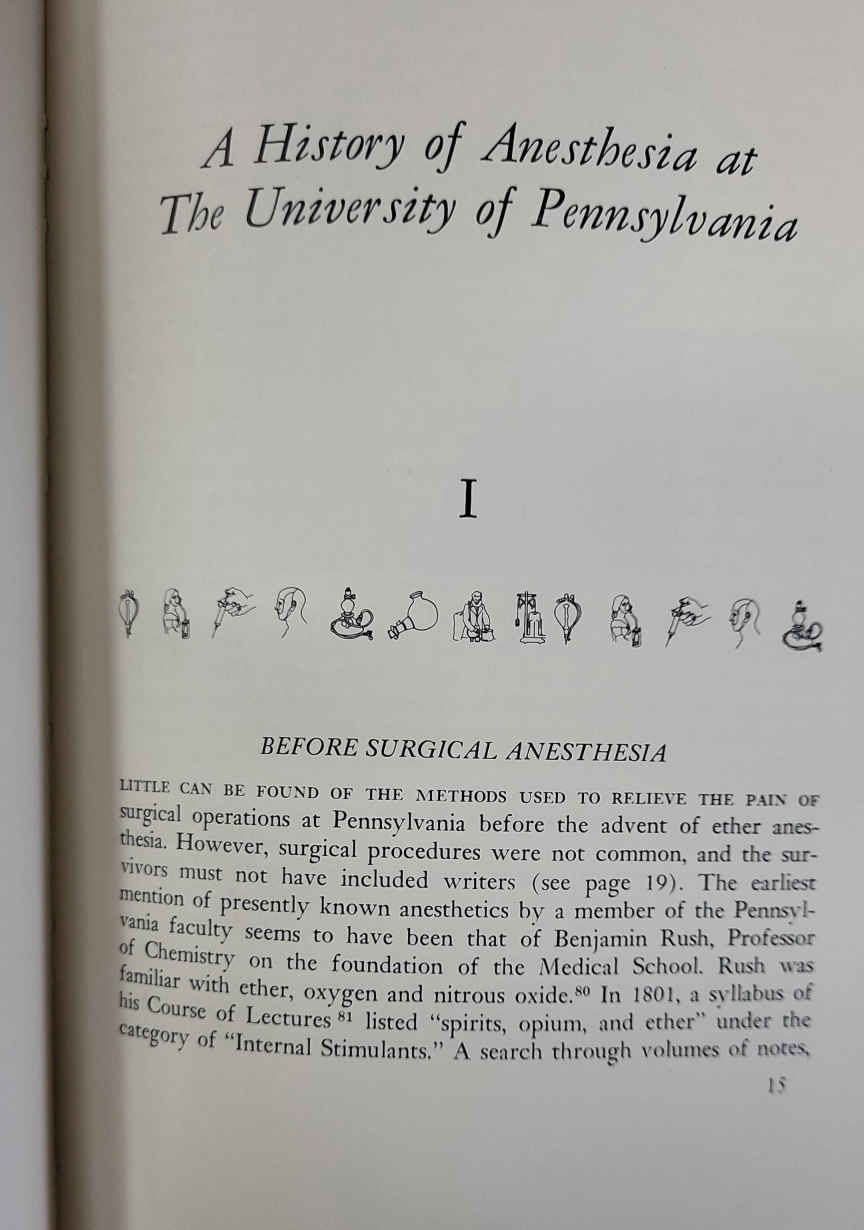 A History of Anesthesia at
The University of Pennsylvania
I
BEFORE SURGICAL ANESTHESIA
LITTLE CAN BE FOUND OF THE METHODS USED TO RELIEVE THE PAIN OF
surgical operations at Pennsylvania before the advent of ether anes-
thesia. However, surgical procedures were not common, and the sur-
vivors must not have included writers (see page 19). The earliest
mention of presently known anesthetics by a member of the Pennsyl-
vania faculty seems to have been that of Benjamin Rush, Professor
of Chemistry on the foundation of the Medical School. Rush was
familiar with ether, oxygen and nitrous oxide.⁸⁰ In 1801, a syllabus of
his Course of Lectures ⁸¹ listed “spirits, opium, and ether” under the
category of “Internal Stimulants.” A search through volumes of notes,
15